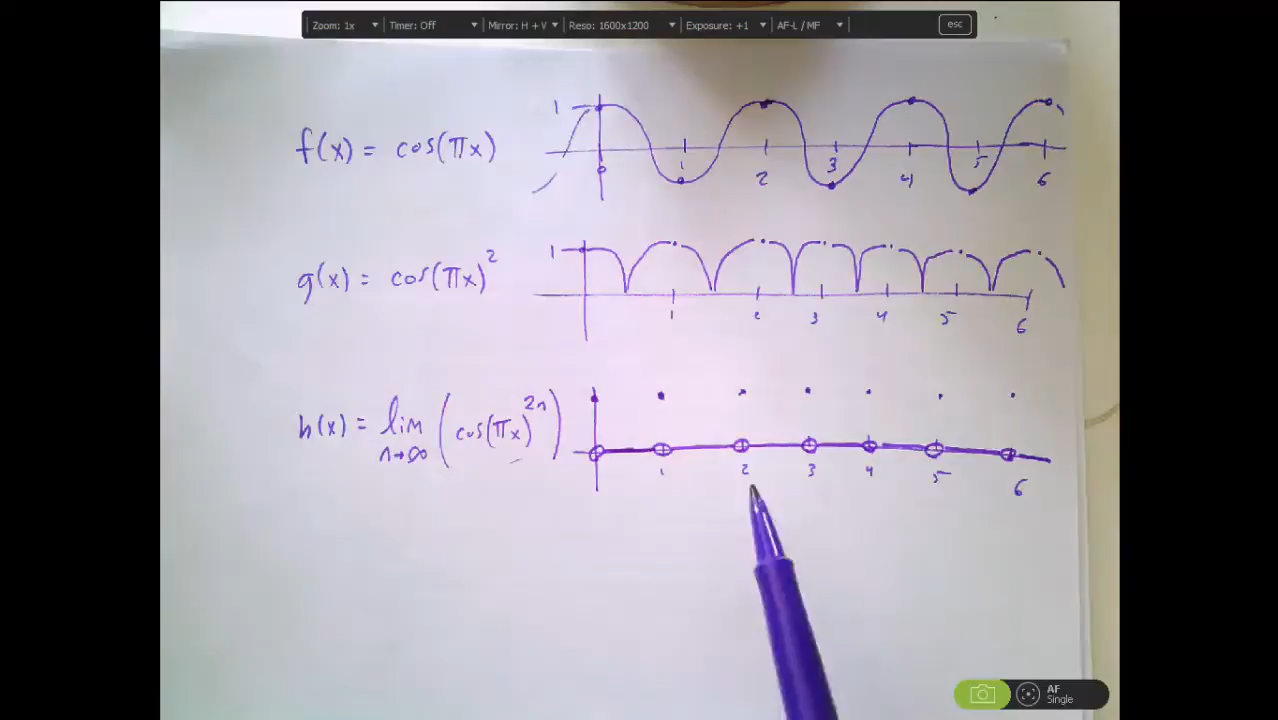 Zoom: 1x Timer: Off Mirror: H + V Reso: 1600x1200 Exposure: +1 AF-L / MF esc
f(x) = cos(πx)
1
0 1 2 3 4 5 6
g(x) = cos(πx)²
1
1 2 3 4 5 6
h(x) = lim n→∞ (cos(πx)²ⁿ)
1 2 3 4 5 6
AF
Single